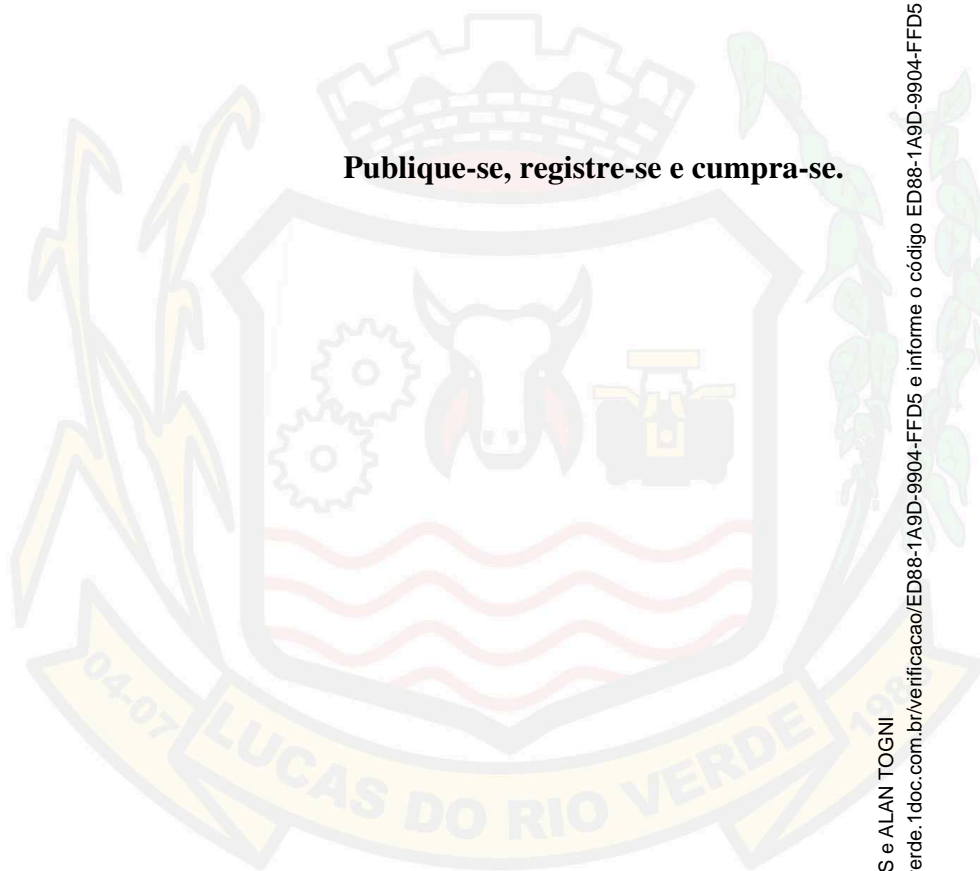 Publique-se, registre-se e cumpra-se.
04-07
LUCAS DO RIO VERDE
S e ALAN TOGNI
erde.1doc.com.br/verificacao/ED88-1A9D-9904-FFD5 e informe o código ED88-1A9D-9904-FFD5